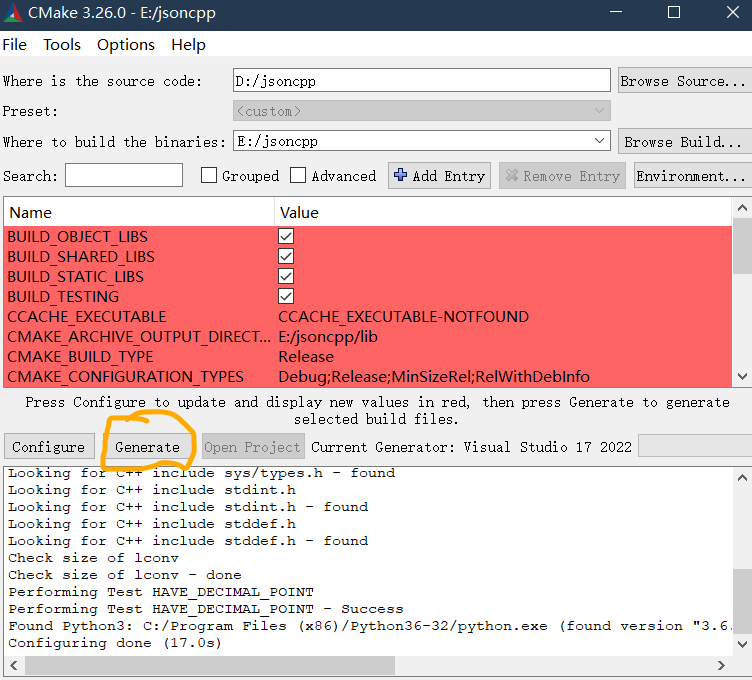 CMake 3.26.0 - E:/jsoncpp
File Tools Options Help
Where is the source code: D:/jsoncpp Browse Source...
Preset: <custom>
Where to build the binaries: E:/jsoncpp Browse Build...
Search: Grouped Advanced Add Entry Remove Entry Environment...
Name Value
BUILD_OBJECT_LIBS
BUILD_SHARED_LIBS
BUILD_STATIC_LIBS
BUILD_TESTING
CCACHE_EXECUTABLE CCACHE_EXECUTABLE-NOTFOUND
CMAKE_ARCHIVE_OUTPUT_DIRECT... E:/jsoncpp/lib
CMAKE_BUILD_TYPE Release
CMAKE_CONFIGURATION_TYPES Debug;Release;MinSizeRel;RelWithDebInfo
Press Configure to update and display new values in red, then press Generate to generate
selected build files.
Configure Generate Open Project Current Generator: Visual Studio 17 2022
Looking for C++ include sys/types.h - found
Looking for C++ include stdint.h
Looking for C++ include stdint.h - found
Looking for C++ include stddef.h
Looking for C++ include stddef.h - found
Check size of lconv
Check size of lconv - done
Performing Test HAVE_DECIMAL_POINT
Performing Test HAVE_DECIMAL_POINT - Success
Found Python3: C:/Program Files (x86)/Python36-32/python.exe (found version "3.6.
Configuring done (17.0s)